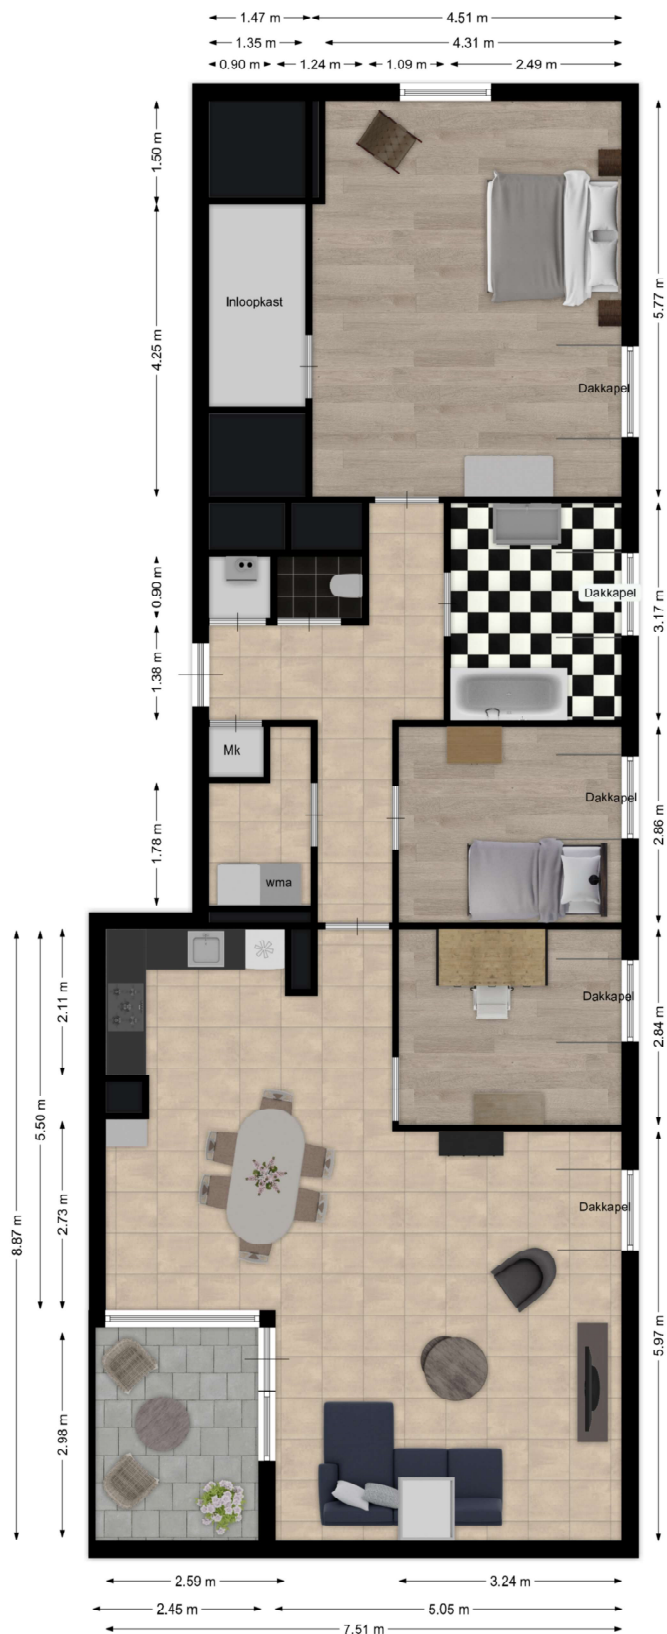 1.47 m
4.51 m
1.35 m
4.31 m
0.90 m
1.24 m
1.09 m
2.49 m
1.50 m
Inloopkast
5.77 m
4.25 m
Dakkapel
0.90 m
Dakkapel
3.17 m
1.38 m
Mk
Dakkapel
2.86 m
1.78 m
wma
2.11 m
Dakkapel
2.84 m
5.50 m
2.73 m
Dakkapel
8.87 m
5.97 m
2.98 m
2.59 m
3.24 m
2.45 m
5.05 m
7.51 m